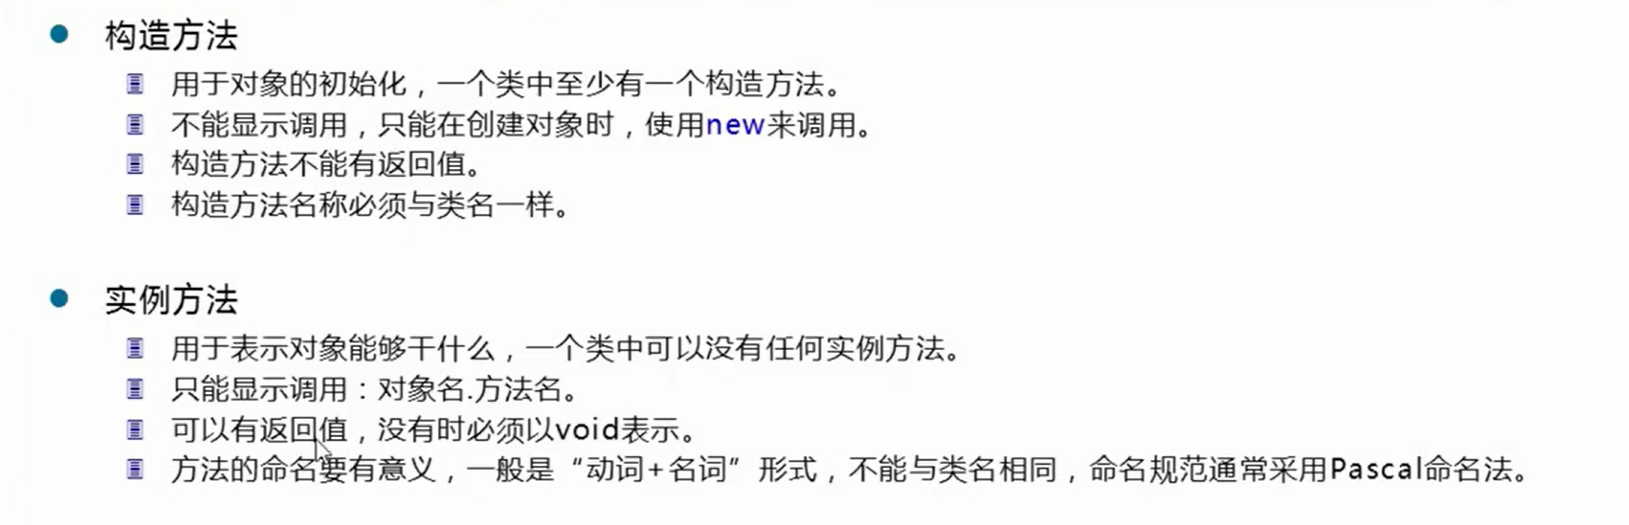 构造方法
用于对象的初始化，一个类中至少有一个构造方法。
不能显示调用，只能在创建对象时，使用new来调用。
构造方法不能有返回值。
构造方法名称必须与类名一样。
实例方法
用于表示对象能够干什么，一个类中可以没有任何实例方法。
只能显示调用：对象名.方法名。
可以有返回值，没有时必须以void表示。
方法的命名要有意义，一般是“动词+名词”形式，不能与类名相同，命名规范通常采用Pascal命名法。